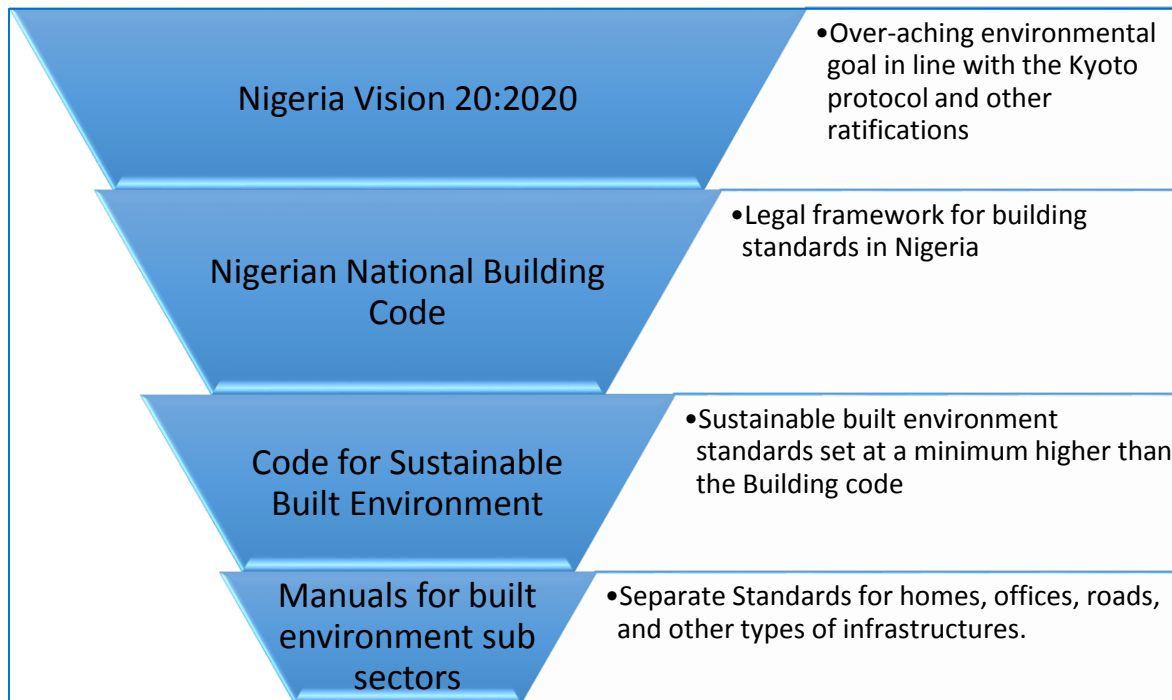 Nigeria Vision 20:2020
•Over-aching environmental
goal in line with the Kyoto
protocol and other
ratifications
Nigerian National Building
Code
•Legal framework for building
standards in Nigeria
Code for Sustainable
Built Environment
•Sustainable built environment
standards set at a minimum higher than
the Building code
Manuals for built
environment sub
sectors
•Separate Standards for homes, offices, roads,
and other types of infrastructures.